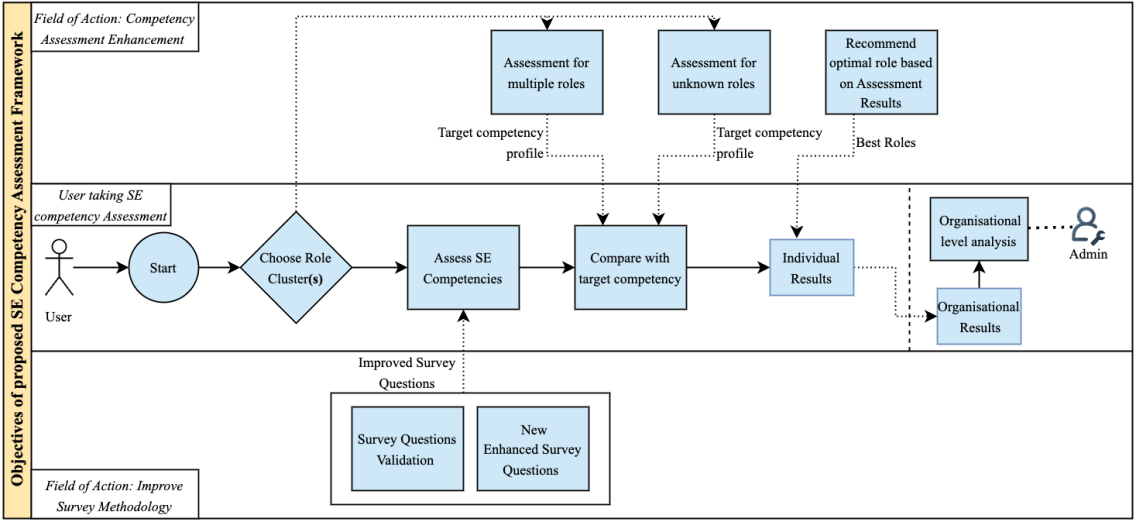 Objectives of proposed SE Competency Assessment Framework
Field of Action: Competency
Assessment Enhancement
Assessment for
multiple roles
Assessment for
unknown roles
Recommend
optimal role based
on Assessment
Results
Target competency
profile
Target competency
profile
Best Roles
User taking SE
competency Assessment
User
Start
Choose Role
Cluster(s)
Assess SE
Competencies
Compare with
target competency
Individual
Results
Organisational
level analysis
Admin
Organisational
Results
Improved Survey
Questions
Survey Questions
Validation
New
Enhanced Survey
Questions
Field of Action: Improve
Survey Methodology